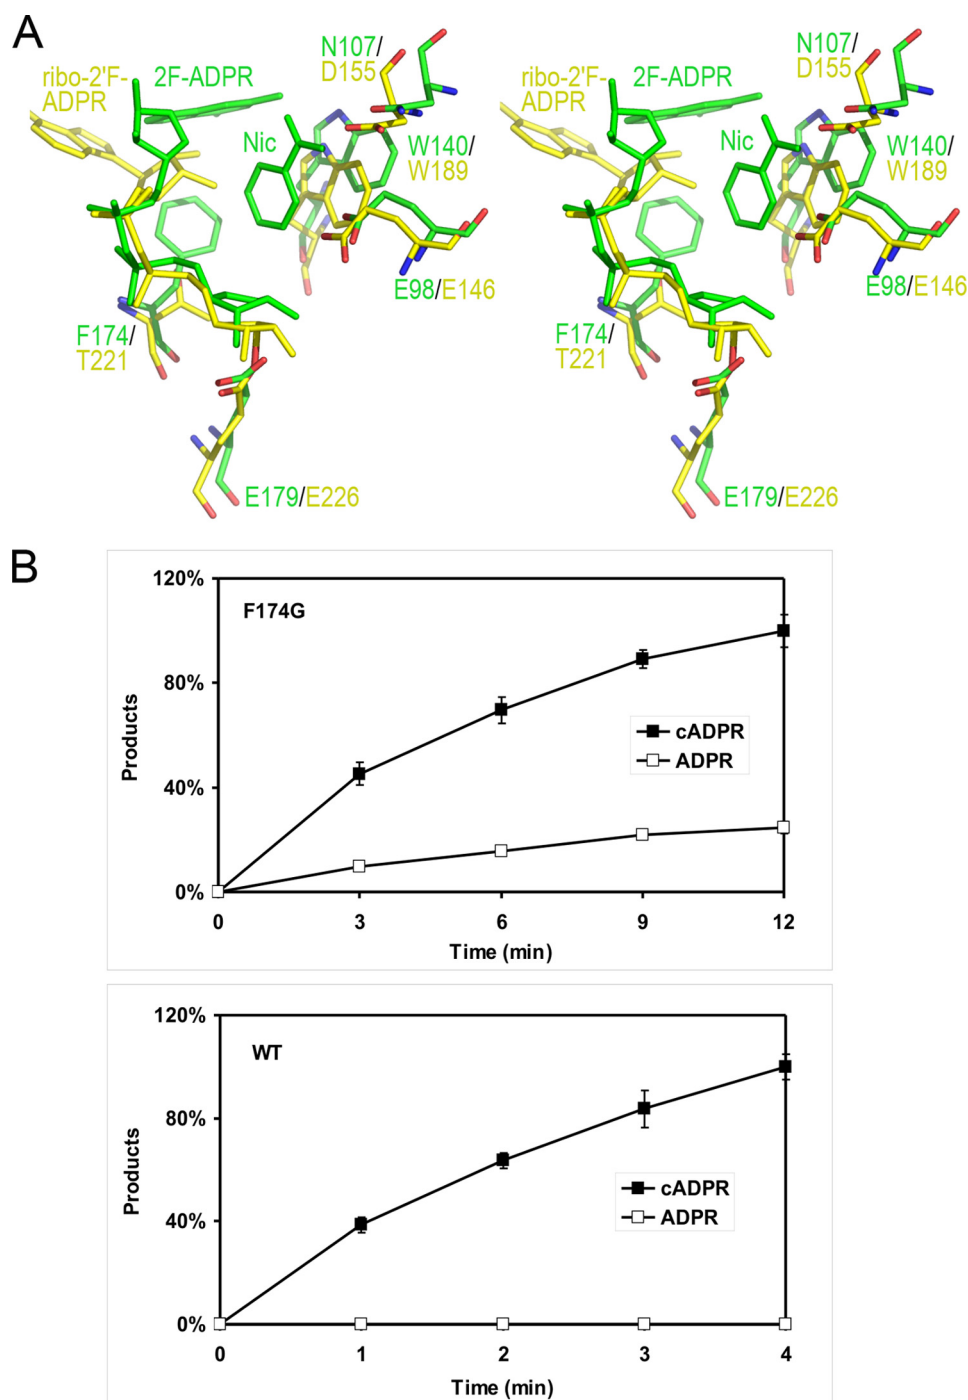 A
N107/
D155
ribo-2'F-
ADPR
2F-ADPR
Nic
W140/
W189
E98/E146
F174/
T221
E179/E226
N107/
D155
ribo-2'F-
ADPR
2F-ADPR
Nic
W140/
W189
E98/E146
F174/
T221
E179/E226
B
120%
F174G
80%
Products
cADPR
ADPR
40%
0%
0 3 6 9 12
Time (min)
120%
WT
80%
Products
cADPR
ADPR
40%
0%
0 1 2 3 4
Time (min)